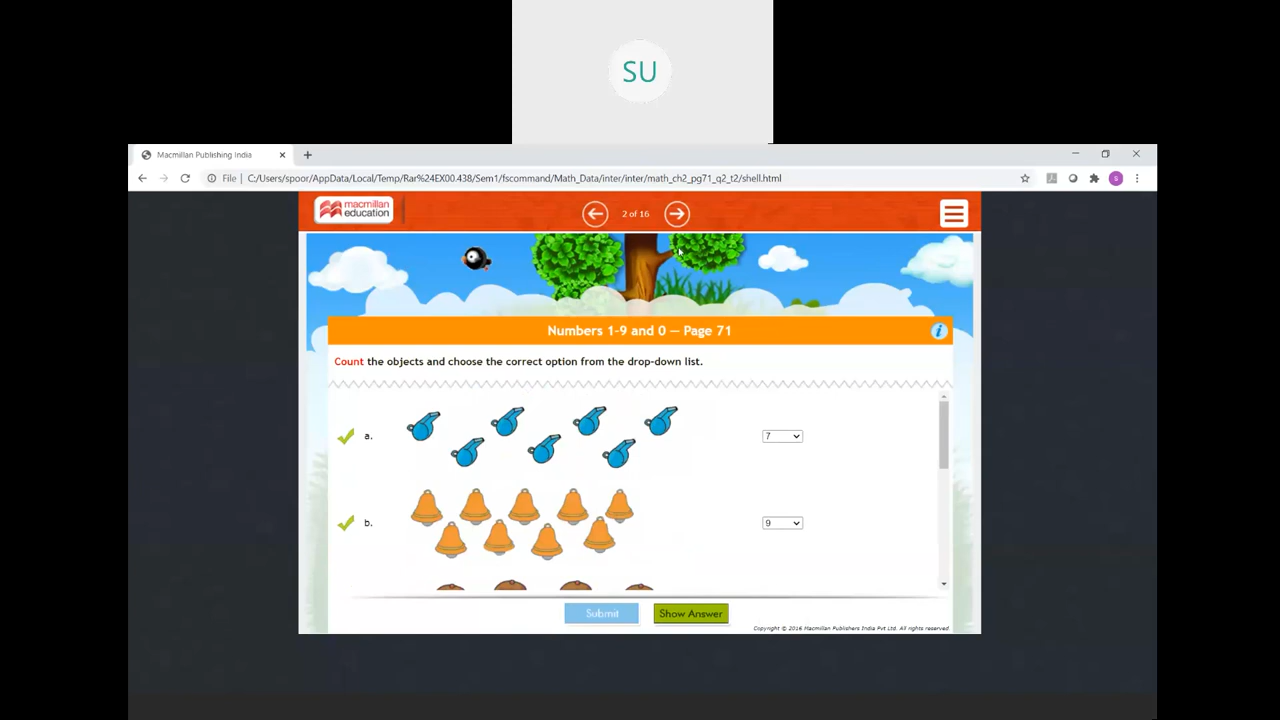 SU
Macmillan Publishing India
File | C:/Users/spoor/AppData/Local/Temp/Rar%24EX00.438/Sem1/fscommand/Math_Data/inter/inter/math_ch2_pg71_q2_t2/shell.html
S
macmillan
education
2 of 16
Numbers 1-9 and 0 – Page 71
i
Count the objects and choose the correct option from the drop-down list.
a.
7
b.
9
Submit
Show Answer
Copyright © 2016 Macmillan Publishers India Pvt Ltd. All rights reserved.